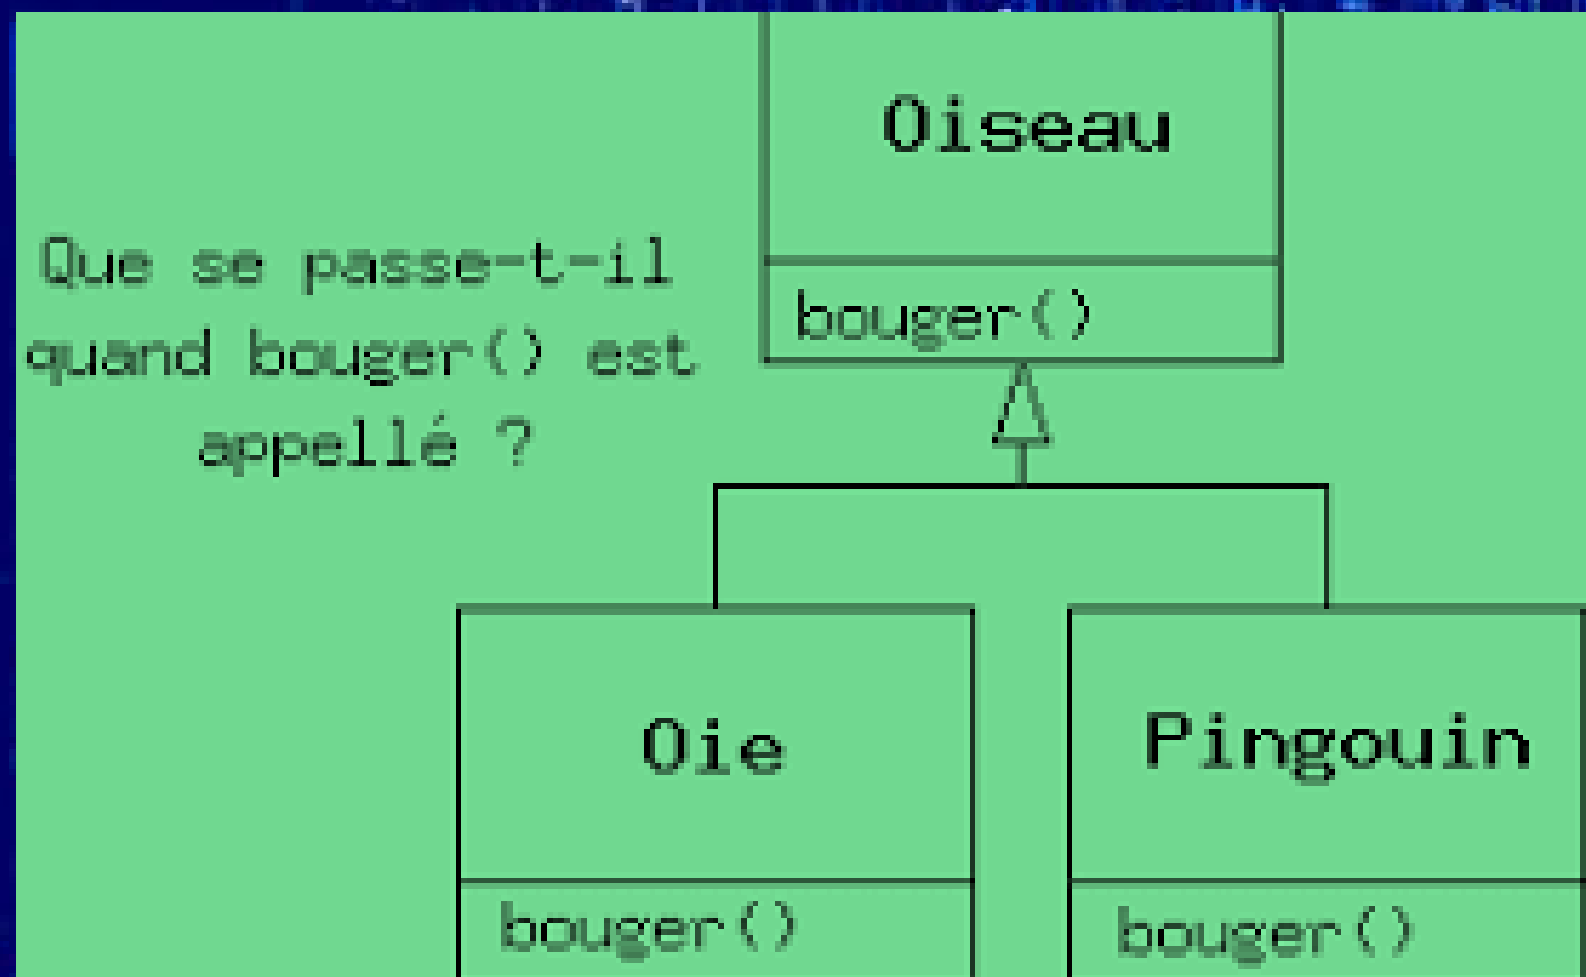 Oiseau
Que se passe-t-il
bouger()
quand bouger() est
appellé ?
Oie
Pingouin
bouger()
bouger()